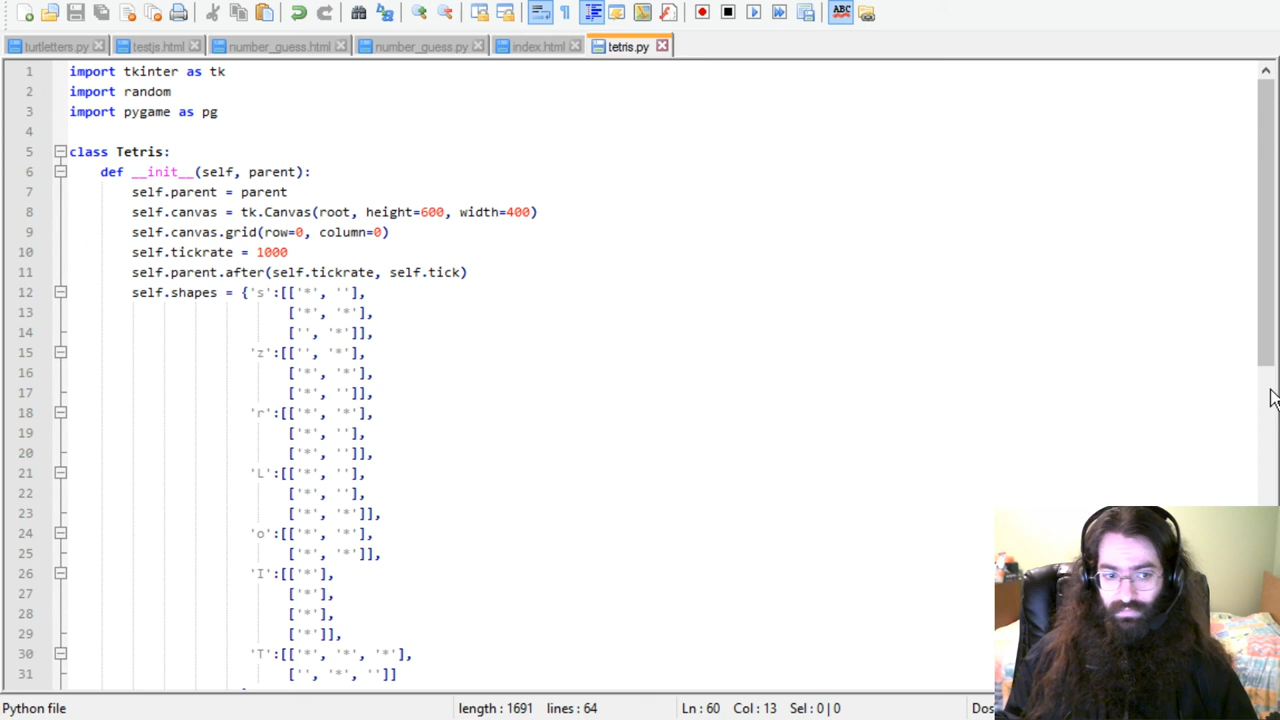 turtletters.py
testjs.html
number_guess.html
number_guess.py
index.html
tetris.py
ABC
1 import tkinter as tk
2 import random
3 import pygame as pg
4
5 class Tetris:
6 def __init__(self, parent):
7 self.parent = parent
8 self.canvas = tk.Canvas(root, height=600, width=400)
9 self.canvas.grid(row=0, column=0)
10 self.tickrate = 1000
11 self.parent.after(self.tickrate, self.tick)
12 self.shapes = {'s':[['*', ''],
13 ['*', '*'],
14 ['', '*']],
15 'z':[['', '*'],
16 ['*', '*'],
17 ['*', '']],
18 'r':[['*', '*'],
19 ['*', ''],
20 ['*', '']],
21 'L':[['*', ''],
22 ['*', ''],
23 ['*', '*']],
24 'o':[['*', '*'],
25 ['*', '*']],
26 'I':[['*'],
27 ['*'],
28 ['*'],
29 ['*']],
30 'T':[['*', '*', '*'],
31 ['', '*', '']]
Python file
length : 1691 lines : 64
Ln : 60 Col : 13 Sel : 0 | 0
Dos